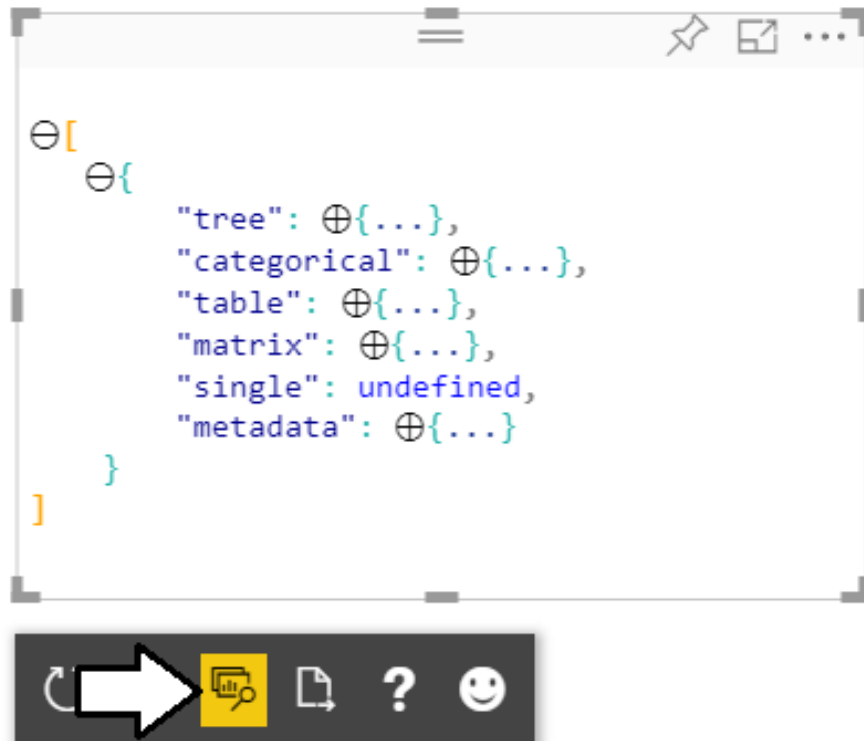 ⊖[
⊖{
"tree": ⊕{...},
"categorical": ⊕{...},
"table": ⊕{...},
"matrix": ⊕{...},
"single": undefined,
"metadata": ⊕{...}
}
]
?